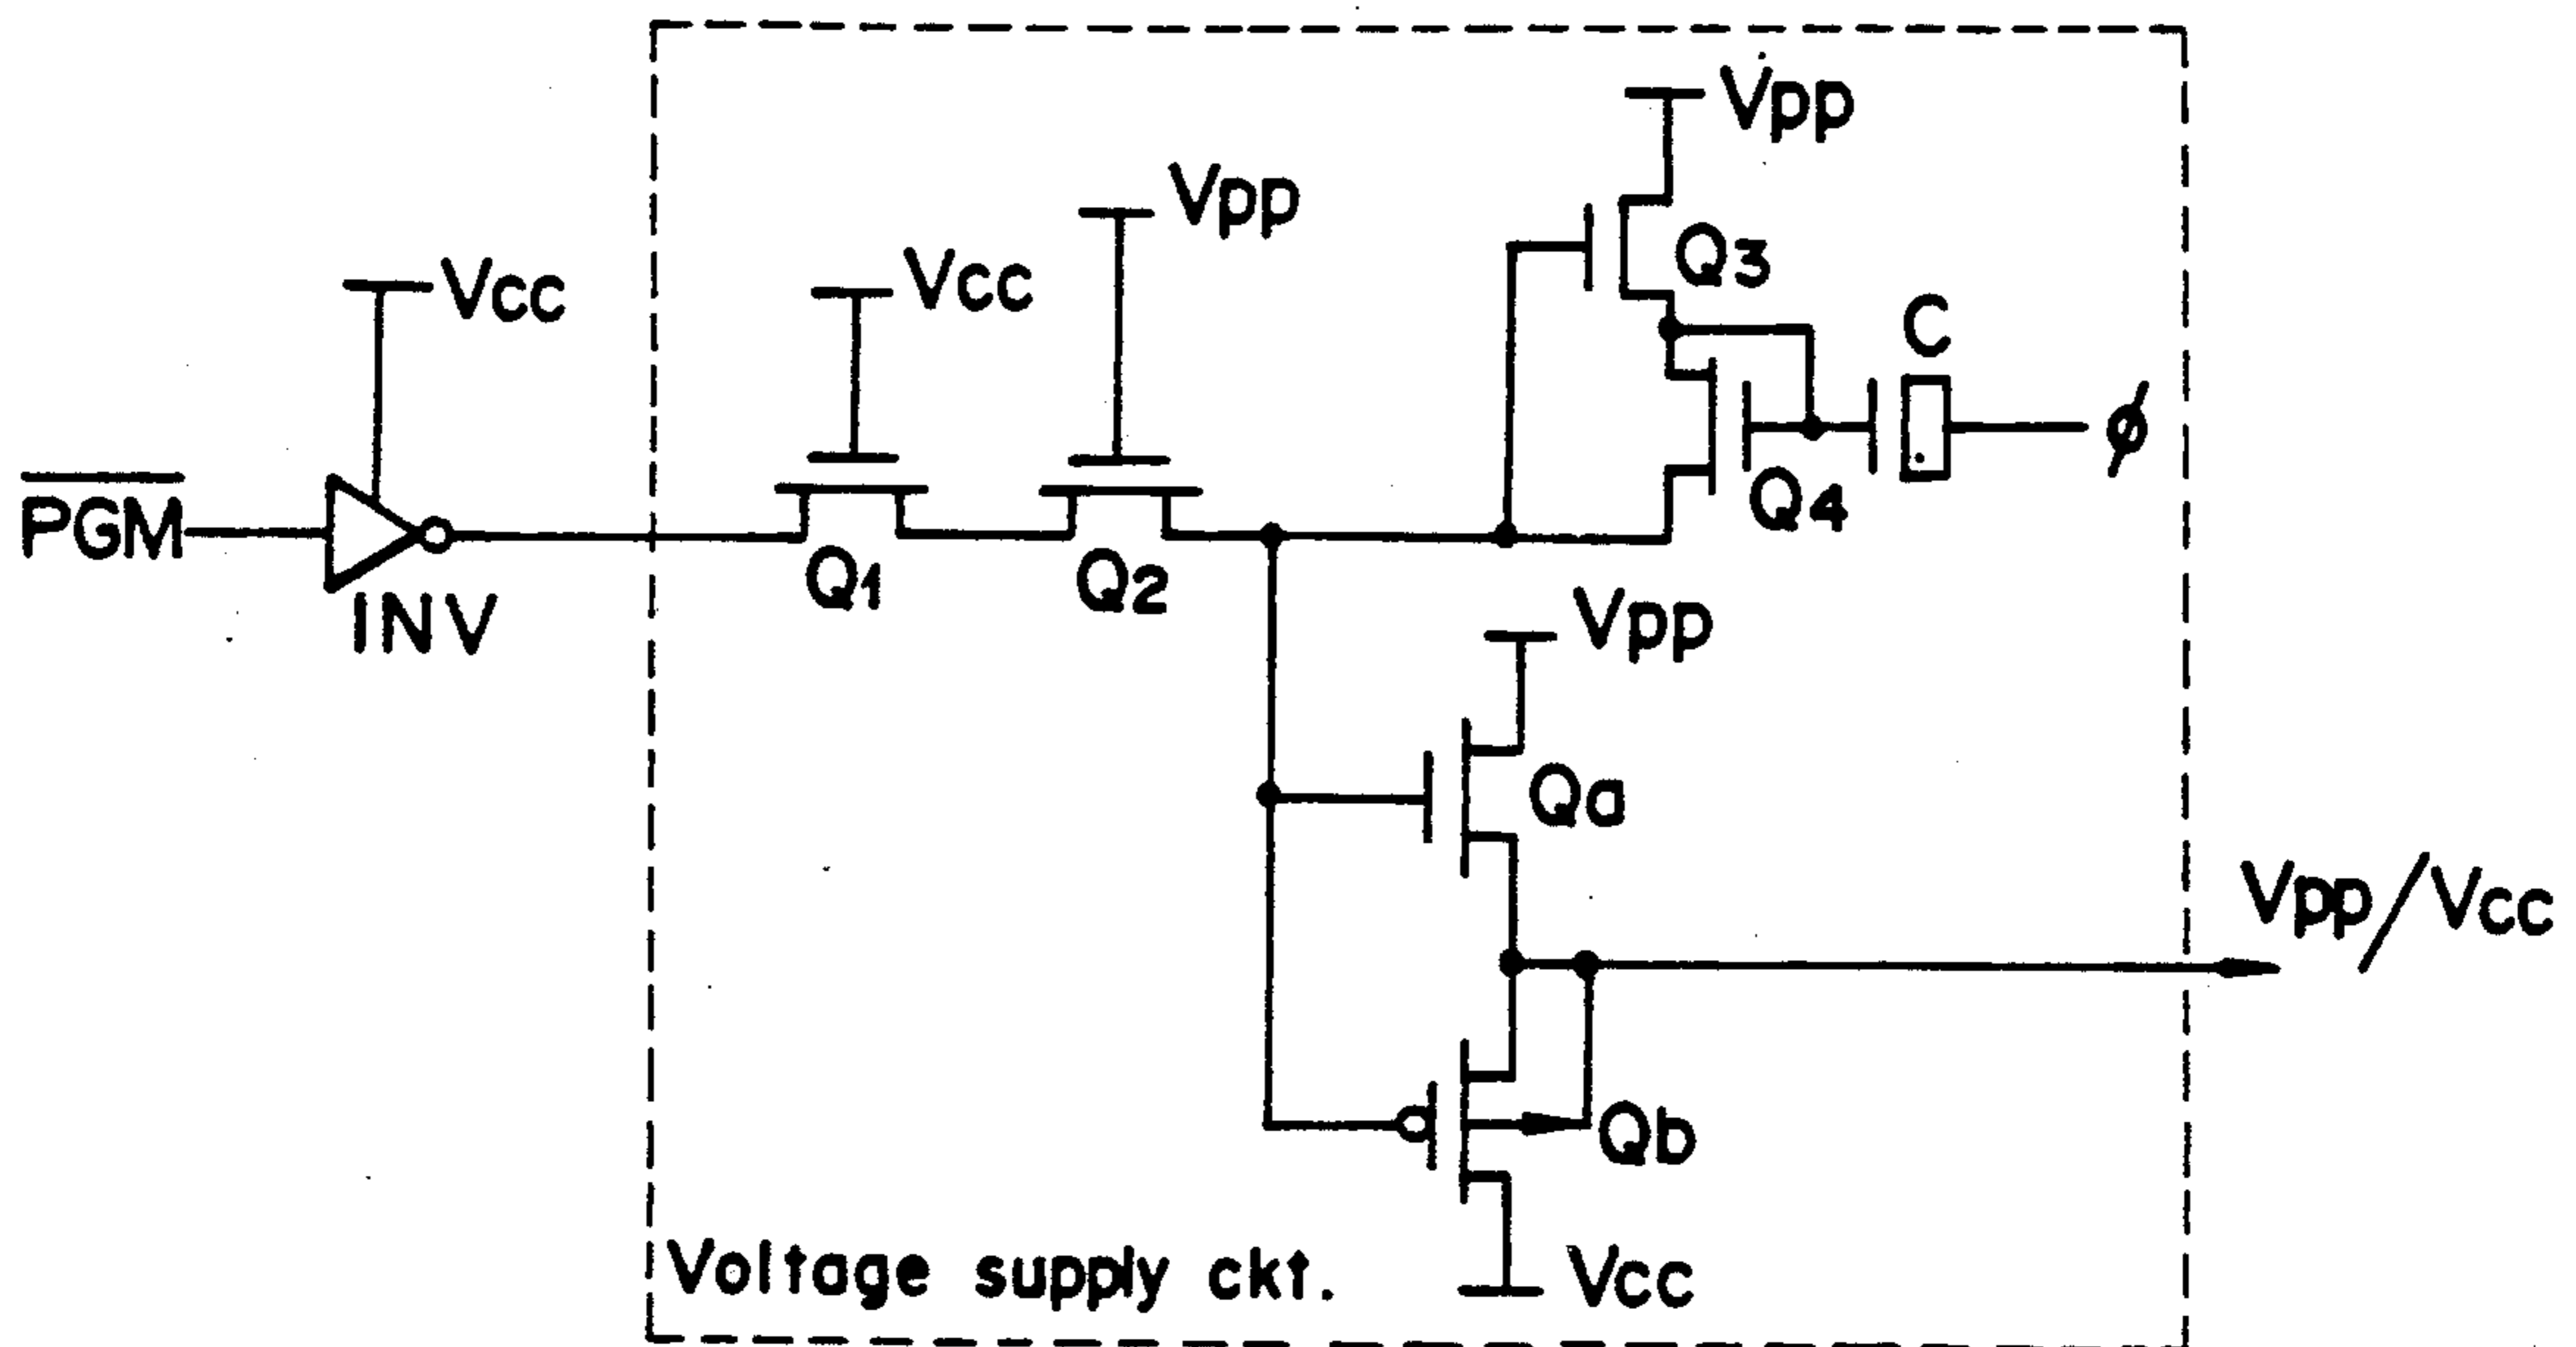 Vpp
Vpp
Vcc
Vcc
Q3
C
PGM
INV
Q1
Q2
Q4
ϕ
Vpp
Qa
Vpp/Vcc
Qb
Voltage supply ckt.
Vcc